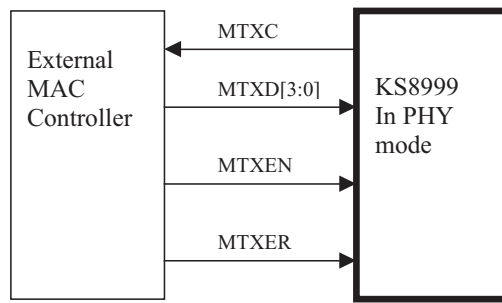 External
MAC
Controller
MTXC
MTXD[3:0]
MTXEN
MTXER
KS8999
In PHY
mode